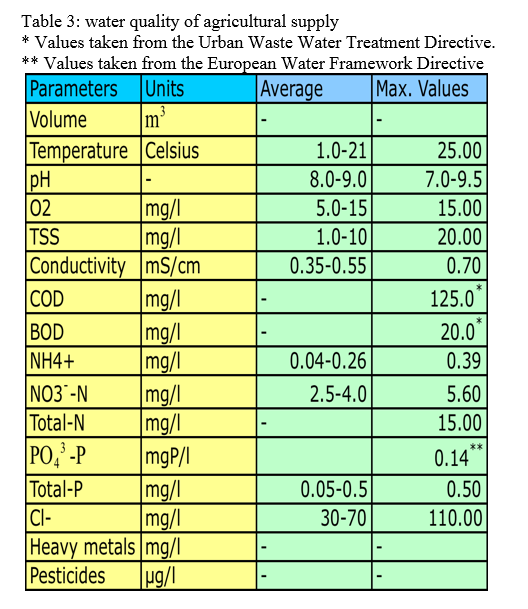 Table 3: water quality of agricultural supply
* Values taken from the Urban Waste Water Treatment Directive.
** Values taken from the European Water Framework Directive
Parameters Units Average Max. Values
Volume m³ - -
Temperature Celsius 1.0-21 25.00
pH - 8.0-9.0 7.0-9.5
O2 mg/l 5.0-15 15.00
TSS mg/l 1.0-10 20.00
Conductivity mS/cm 0.35-0.55 0.70
COD mg/l - 125.0*
BOD mg/l - 20.0*
NH4+ mg/l 0.04-0.26 0.39
NO3⁻-N mg/l 2.5-4.0 5.60
Total-N mg/l - 15.00
PO₄³-P mgP/l 0.14**
Total-P mg/l 0.05-0.5 0.50
Cl- mg/l 30-70 110.00
Heavy metals mg/l - -
Pesticides µg/l - -